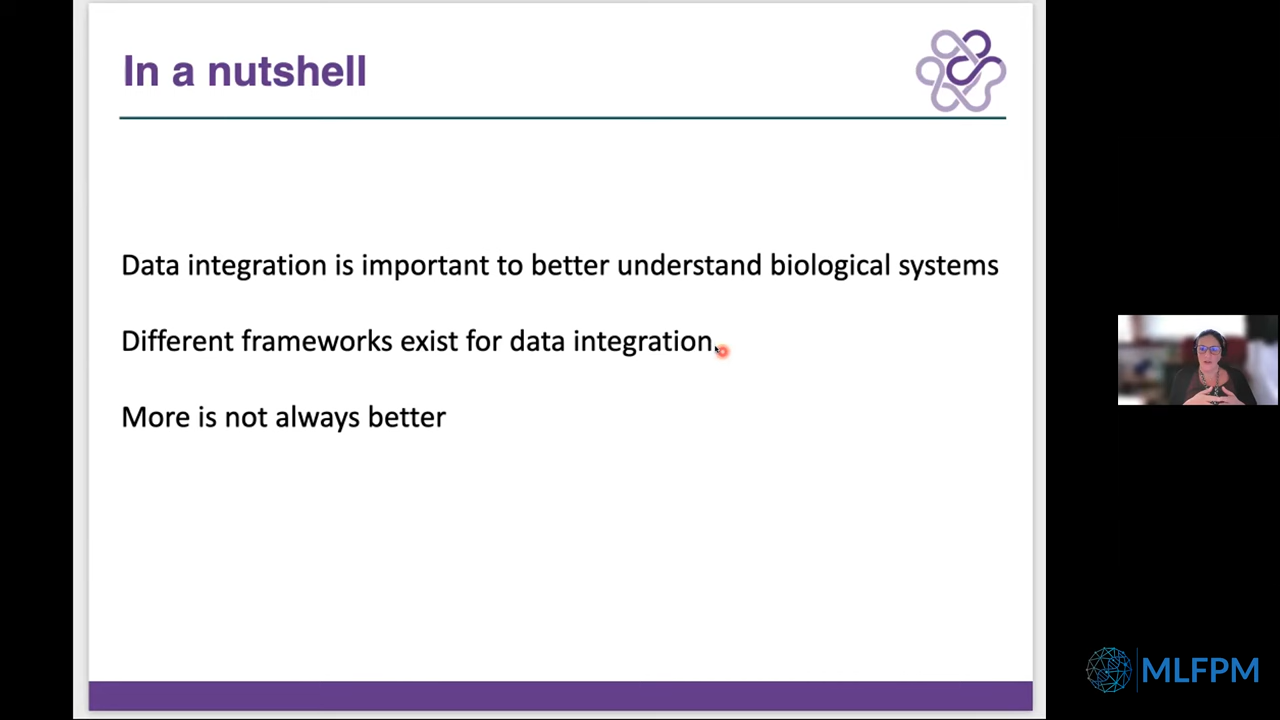 In a nutshell
Data integration is important to better understand biological systems
Different frameworks exist for data integration.
More is not always better
MLFPM